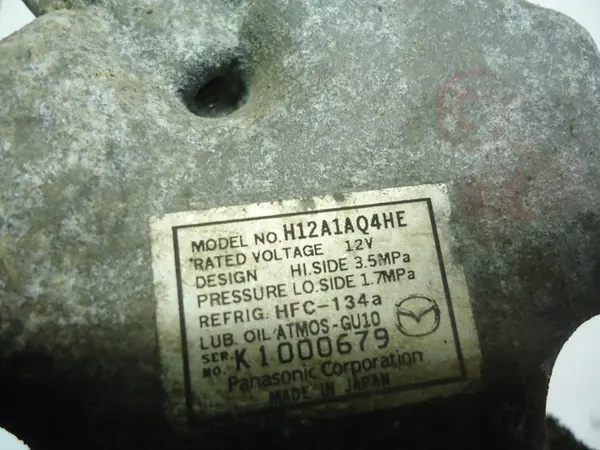 MODEL NO. H12A1AQ4HE
RATED VOLTAGE 12V
DESIGN HI.SIDE 3.5MPa
PRESSURE LO.SIDE 1.7MPa
REFRIG. HFC-134a
LUB. OIL ATMOS-GU10
SER. NO. K1000679
Panasonic Corporation
MADE IN JAPAN